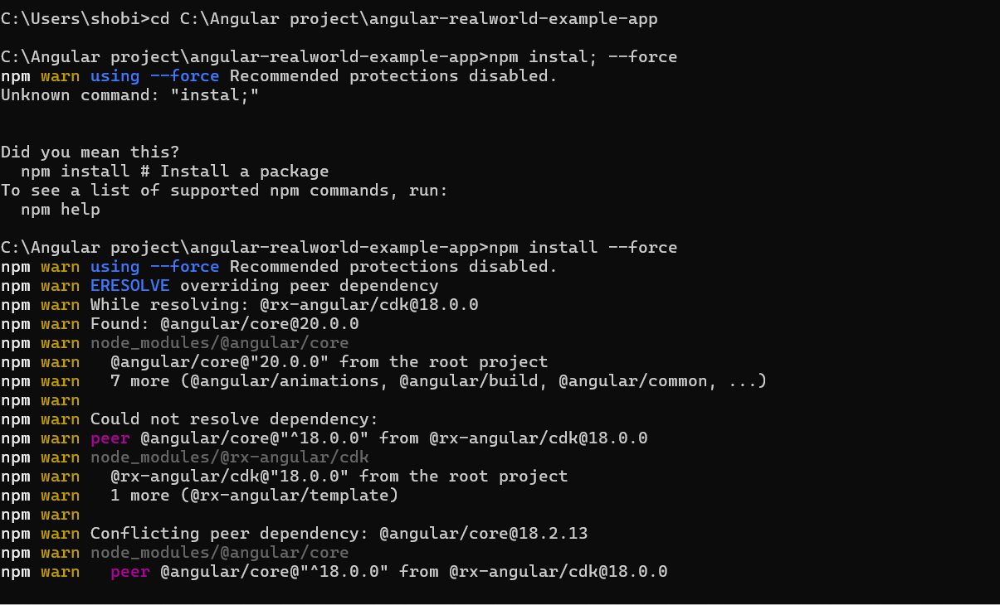 C:\Users\shobi>cd C:\Angular project\angular-realworld-example-app
C:\Angular project\angular-realworld-example-app>npm instal; --force
npm warn using --force Recommended protections disabled.
Unknown command: "instal;"
Did you mean this?
  npm install # Install a package
To see a list of supported npm commands, run:
  npm help
C:\Angular project\angular-realworld-example-app>npm install --force
npm warn using --force Recommended protections disabled.
npm warn ERESOLVE overriding peer dependency
npm warn While resolving: @rx-angular/cdk@18.0.0
npm warn Found: @angular/core@20.0.0
npm warn node_modules/@angular/core
npm warn   @angular/core@"20.0.0" from the root project
npm warn   7 more (@angular/animations, @angular/build, @angular/common, ...)
npm warn
npm warn Could not resolve dependency:
npm warn peer @angular/core@"^18.0.0" from @rx-angular/cdk@18.0.0
npm warn node_modules/@rx-angular/cdk
npm warn   @rx-angular/cdk@"18.0.0" from the root project
npm warn   1 more (@rx-angular/template)
npm warn
npm warn Conflicting peer dependency: @angular/core@18.2.13
npm warn node_modules/@angular/core
npm warn   peer @angular/core@"^18.0.0" from @rx-angular/cdk@18.0.0